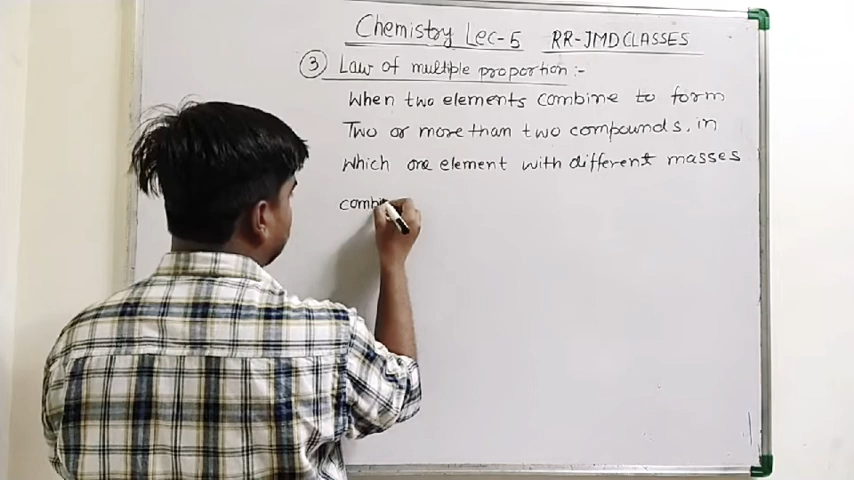 Chemistry Lec-5 RR-JMD CLASSES
③ Law of multiple proportion :-
When two elements combine to form
Two or more than two compounds, in
which one element with different masses
combi